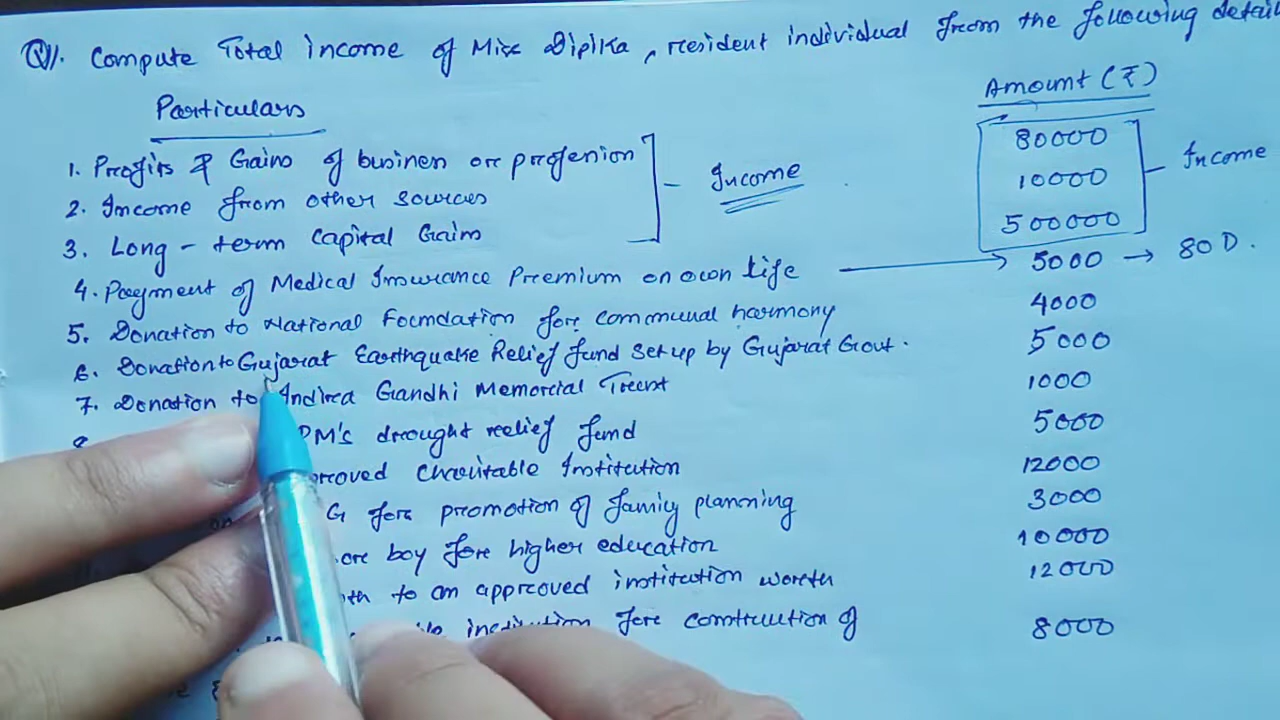 Q1. Compute Total income of Miss Dipika, resident individual from the following detail
Particulars
Amount (₹)
1. Profits & Gains of business or profession
80000
2. Income from other sources
10000
3. Long-term Capital Gains
500000
Income
Income
4. Payment of Medical Insurance Premium on own life
5000 → 80D.
5. Donation to National Foundation for communal harmony
4000
6. Donation to Gujarat Earthquake Relief fund set up by Gujarat Govt.
5000
7. Donation to Indira Gandhi Memorial Trust
1000
PM's drought relief fund
5000
Charitable Institution
12000
G for promotion of family planning
3000
boy for higher education
10000
to an approved institution worth
12000
institution for construction of
8000